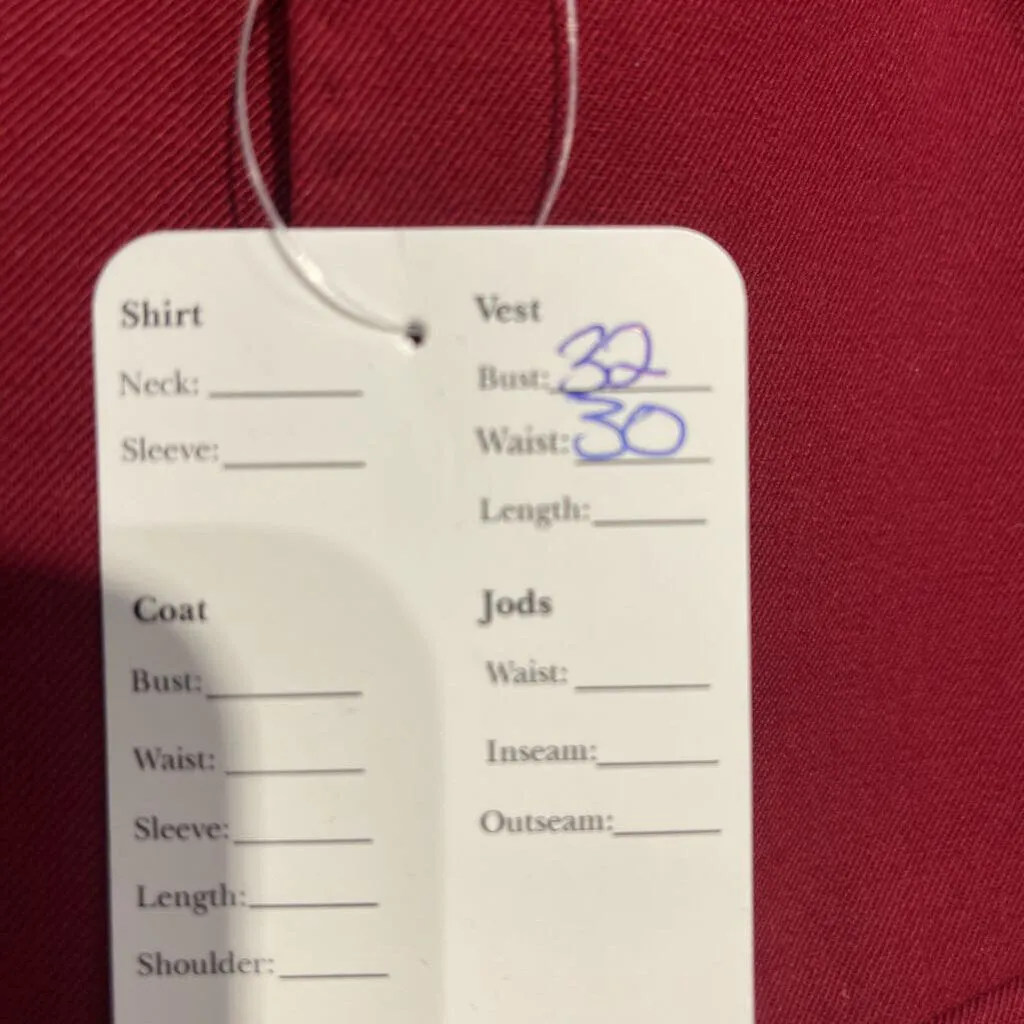 Shirt
Neck:
Sleeve:
Vest
Bust: 32
Waist: 30
Length:
Coat
Bust:
Waist:
Sleeve:
Length:
Shoulder:
Jods
Waist:
Inseam:
Outseam: